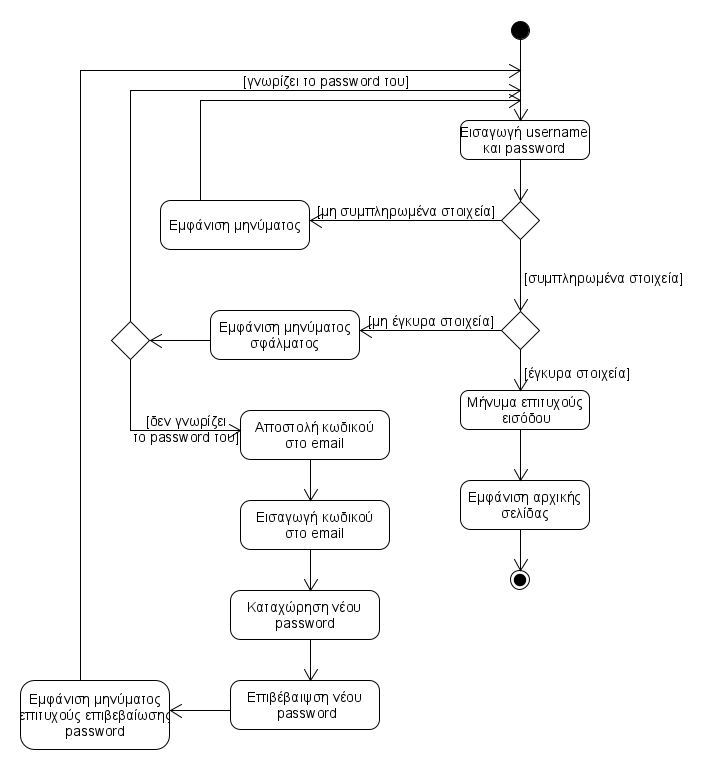 [γνωρίζει το password του]
Εισαγωγή username
και password
[μη συμπληρωμένα στοιχεία]
Εμφάνιση μηνύματος
[συμπληρωμένα στοιχεία]
Εμφάνιση μηνύματος
σφάλματος
[μη έγκυρα στοιχεία]
[έγκυρα στοιχεία]
Μήνυμα επιτυχούς
εισόδου
[δεν γνωρίζει
το password του]
Αποστολή κωδικού
στο email
Εμφάνιση αρχικής
σελίδας
Εισαγωγή κωδικού
στο email
Καταχώρηση νέου
password
Επιβέβαιψση νέου
password
Εμφάνιση μηνύματος
επιτυχούς επιβεβαίωσης
password